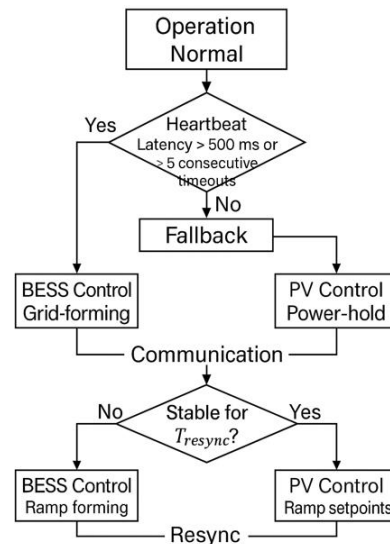 Operation
Normal
Heartbeat
Latency > 500 ms or
> 5 consecutive
timeouts
Yes
No
Fallback
BESS Control
Grid-forming
PV Control
Power-hold
Communication
No
Stable for
T_resync?
Yes
BESS Control
Ramp forming
PV Control
Ramp setpoints
Resync